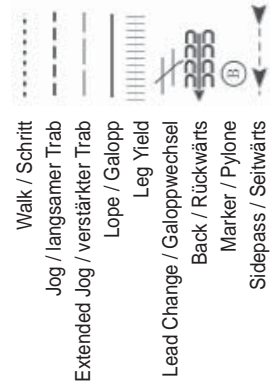 Walk / Schritt
Jog / langsamer Trab
Extended Jog / verstärkter Trab
Lope / Galopp
Leg Yield
Lead Change / Galoppwechsel
Back / Rückwärts
Marker / Pylone
B
Sidepass / Seitwärts